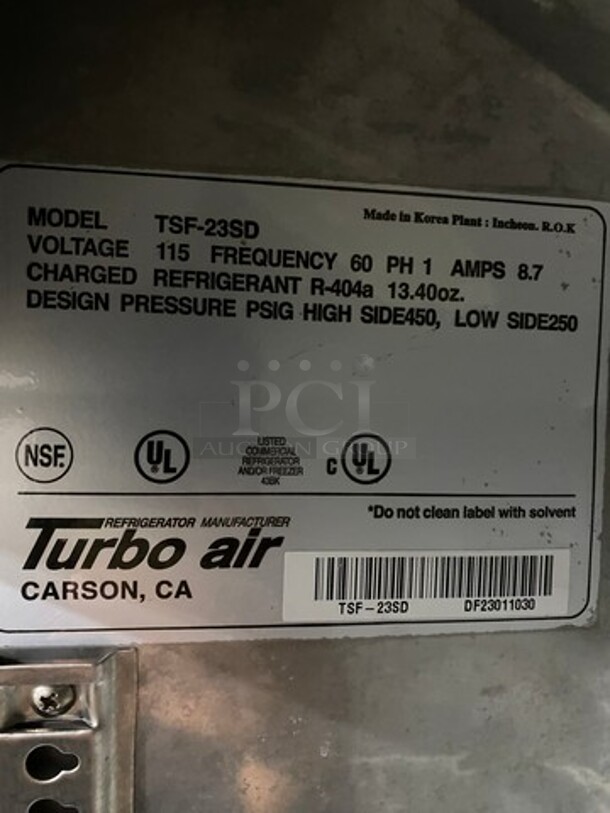 MODEL TSF-23SD Made in Korea Plant : Incheon. R.O.K
VOLTAGE 115 FREQUENCY 60 PH 1 AMPS 8.7
CHARGED REFRIGERANT R-404a 13.40oz.
DESIGN PRESSURE PSIG HIGH SIDE450, LOW SIDE250
PCI
AUCTION GROUP
NSF.
UL
LISTED
COMMERCIAL
REFRIGERATOR
AND/OR FREEZER
43BK
C UL
*Do not clean label with solvent
REFRIGERATOR MANUFACTURER
Turbo air
CARSON, CA
TSF-23SD DF23011030